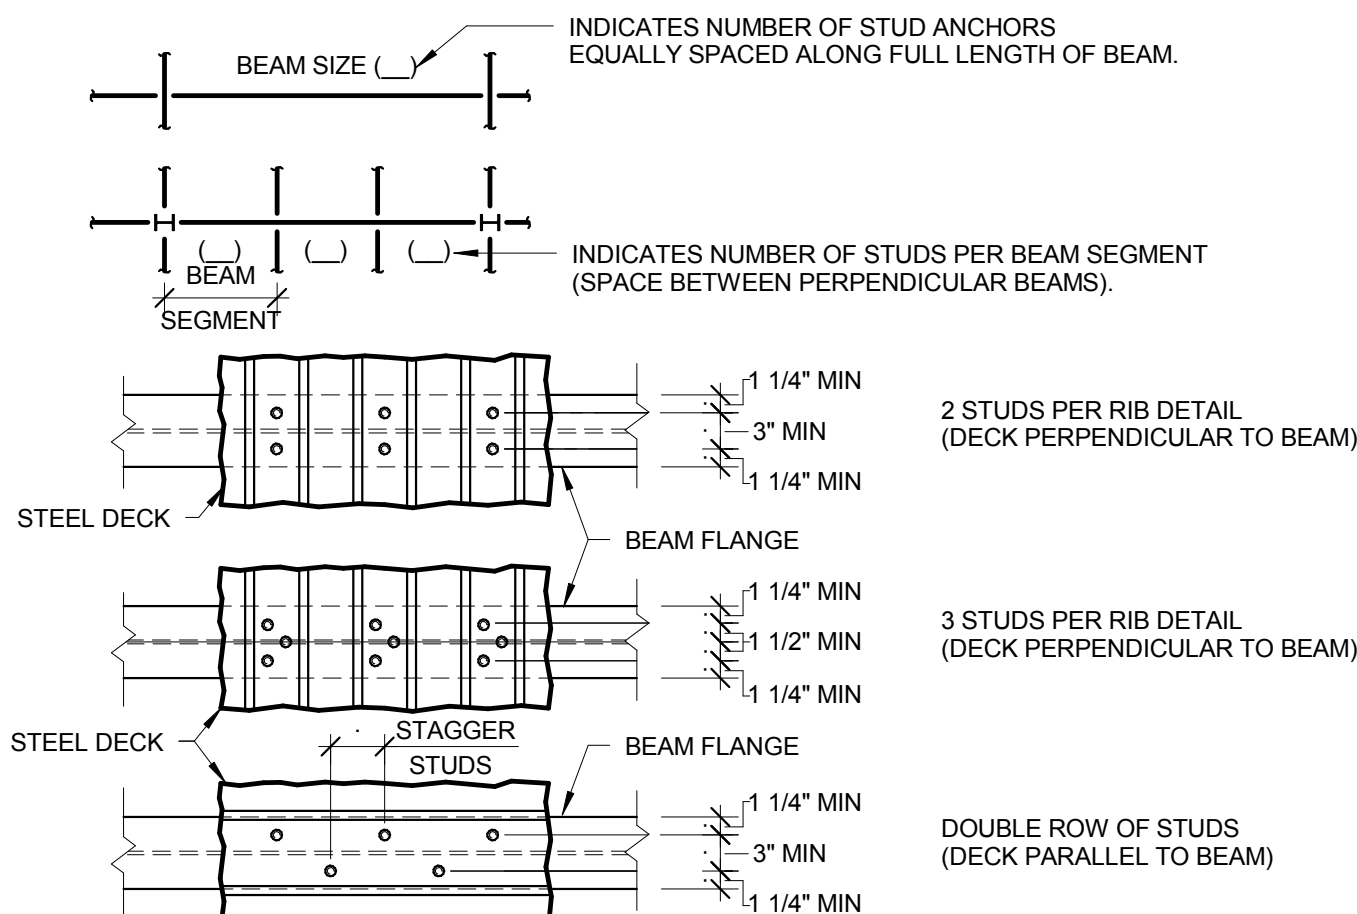 INDICATES NUMBER OF STUD ANCHORS
EQUALLY SPACED ALONG FULL LENGTH OF BEAM.
BEAM SIZE (__)
(__) (__) (__)
BEAM
SEGMENT
INDICATES NUMBER OF STUDS PER BEAM SEGMENT
(SPACE BETWEEN PERPENDICULAR BEAMS).
1 1/4" MIN
3" MIN
1 1/4" MIN
2 STUDS PER RIB DETAIL
(DECK PERPENDICULAR TO BEAM)
STEEL DECK
BEAM FLANGE
1 1/4" MIN
1 1/2" MIN
1 1/4" MIN
3 STUDS PER RIB DETAIL
(DECK PERPENDICULAR TO BEAM)
STEEL DECK
STAGGER
STUDS
BEAM FLANGE
1 1/4" MIN
3" MIN
1 1/4" MIN
DOUBLE ROW OF STUDS
(DECK PARALLEL TO BEAM)